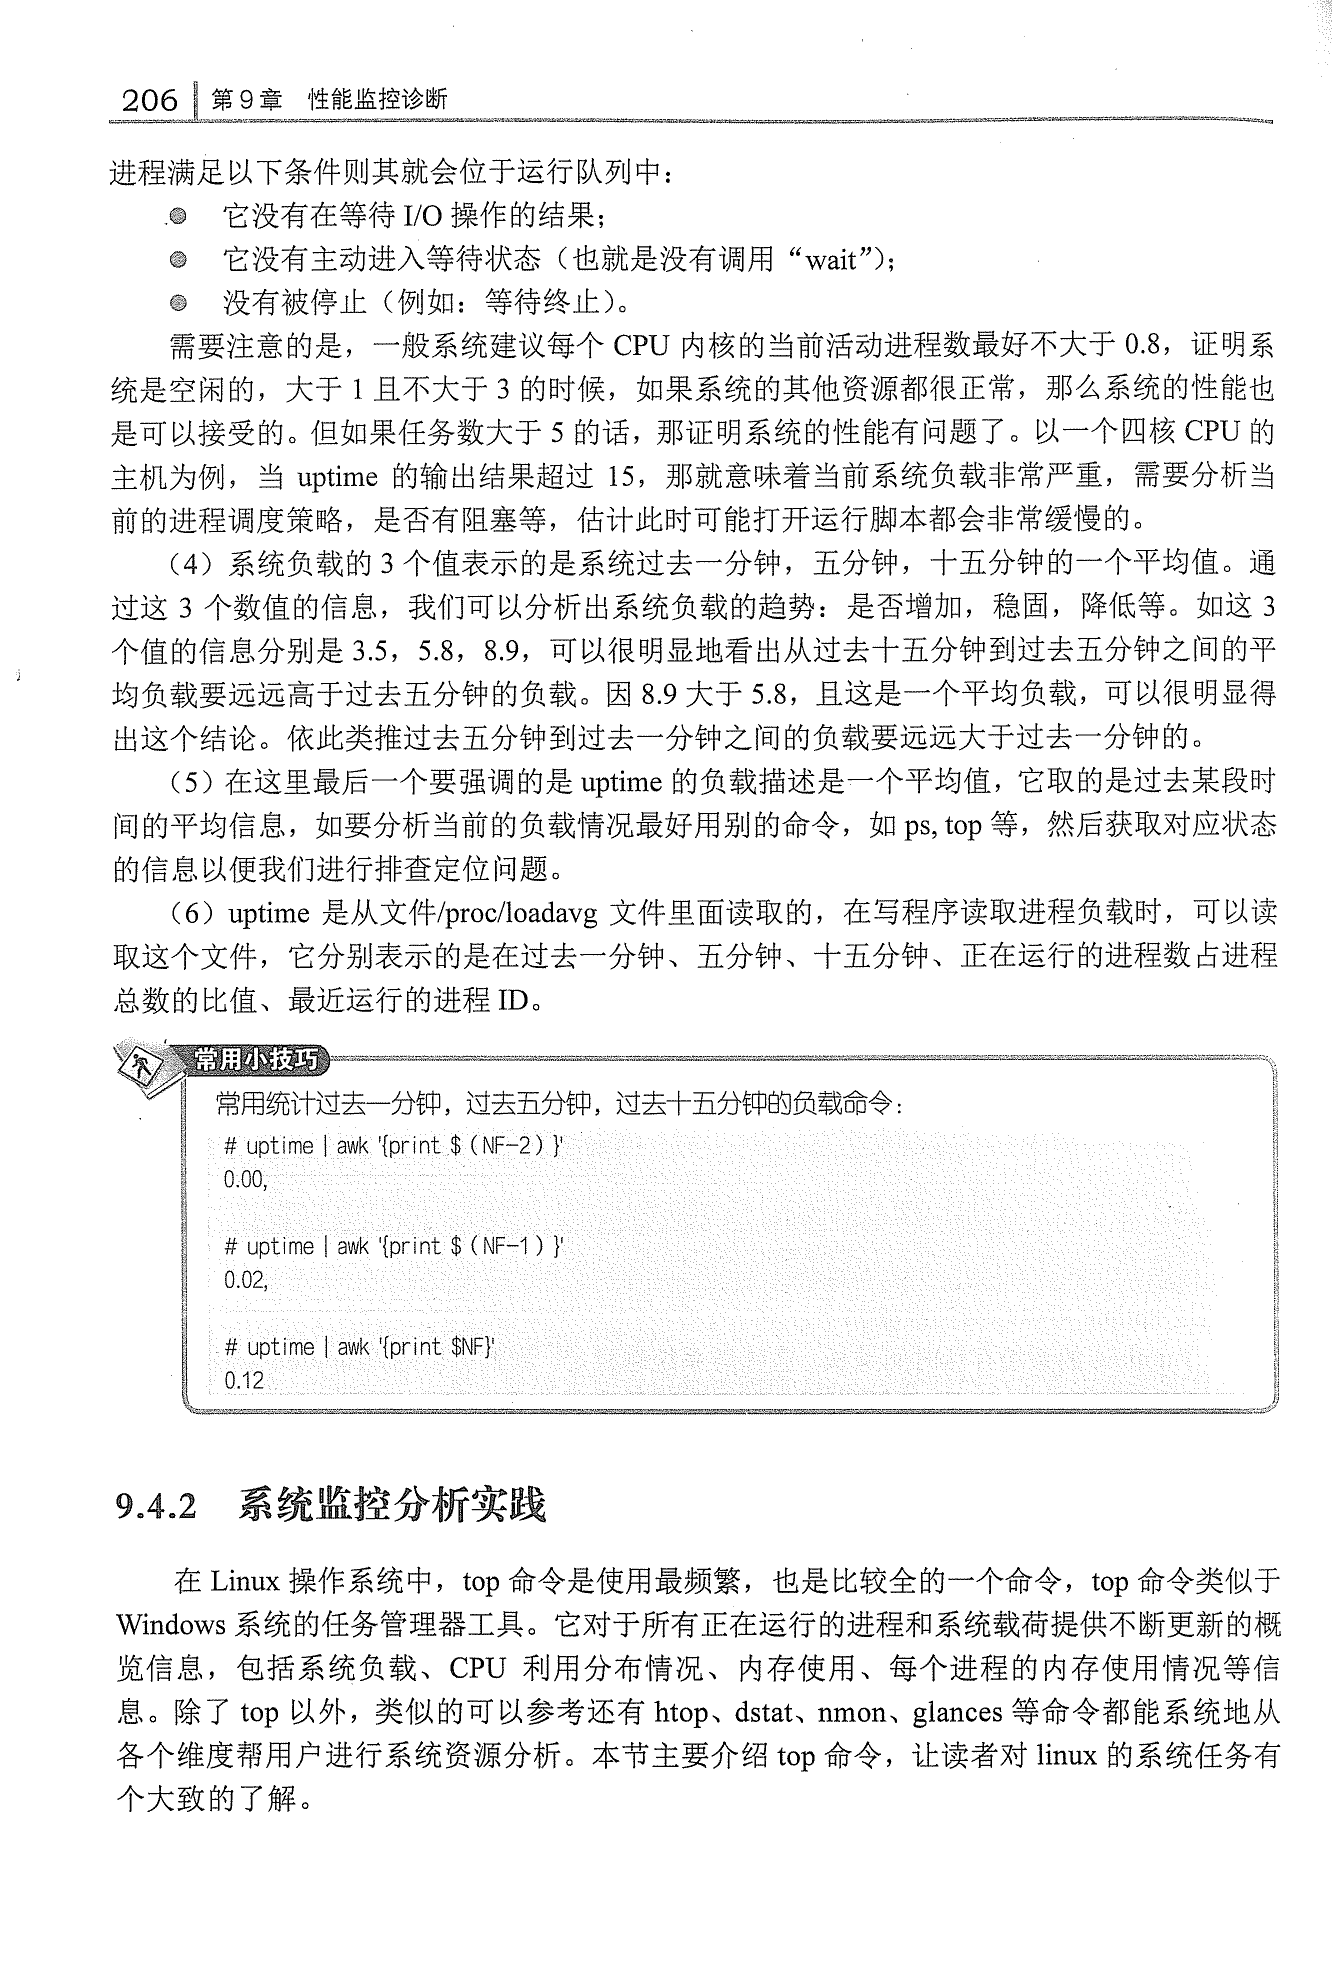 206 第9章 性能监控诊断
进程满足以下条件则其就会位于运行队列中：
● 它没有在等待 I/O 操作的结果；
● 它没有主动进入等待状态（也就是没有调用“wait”）；
● 没有被停止（例如：等待终止）。
需要注意的是，一般系统建议每个 CPU 内核的当前活动进程数最好不大于 0.8，证明系
统是空闲的，大于 1 且不大于 3 的时候，如果系统的其他资源都很正常，那么系统的性能也
是可以接受的。但如果任务数大于 5 的话，那证明系统的性能有问题了。以一个四核 CPU 的
主机为例，当 uptime 的输出结果超过 15，那就意味着当前系统负载非常严重，需要分析当
前的进程调度策略，是否有阻塞等，估计此时可能打开运行脚本都会非常缓慢的。
（4）系统负载的 3 个值表示的是系统过去一分钟，五分钟，十五分钟的一个平均值。通
过这 3 个数值的信息，我们可以分析出系统负载的趋势：是否增加，稳固，降低等。如这 3
个值的信息分别是 3.5，5.8，8.9，可以很明显地看出从过去十五分钟到过去五分钟之间的平
均负载要远远高于过去五分钟的负载。因 8.9 大于 5.8，且这是一个平均负载，可以很明显得
出这个结论。依此类推过去五分钟到过去一分钟之间的负载要远远大于过去一分钟的。
（5）在这里最后一个要强调的是 uptime 的负载描述是一个平均值，它取的是过去某段时
间的平均信息，如要分析当前的负载情况最好用别的命令，如 ps, top 等，然后获取对应状态
的信息以便我们进行排查定位问题。
（6）uptime 是从文件/proc/loadavg 文件里面读取的，在写程序读取进程负载时，可以读
取这个文件，它分别表示的是在过去一分钟、五分钟、十五分钟、正在运行的进程数占进程
总数的比值、最近运行的进程 ID。
常用小技巧
常用统计过去一分钟，过去五分钟，过去十五分钟的负载命令：
# uptime | awk '{print $（NF-2）}'
0.00,
# uptime | awk '{print $（NF-1）}'
0.02,
# uptime | awk '{print $NF}'
0.12
9.4.2 系统监控分析实践
在 Linux 操作系统中，top 命令是使用最频繁，也是比较全的一个命令，top 命令类似于
Windows 系统的任务管理器工具。它对于所有正在运行的进程和系统载荷提供不断更新的概
览信息，包括系统负载、CPU 利用分布情况、内存使用、每个进程的内存使用情况等信
息。除了 top 以外，类似的可以参考还有 htop、dstat、nmon、glances 等命令都能系统地从
各个维度帮用户进行系统资源分析。本节主要介绍 top 命令，让读者对 linux 的系统任务有
个大致的了解。